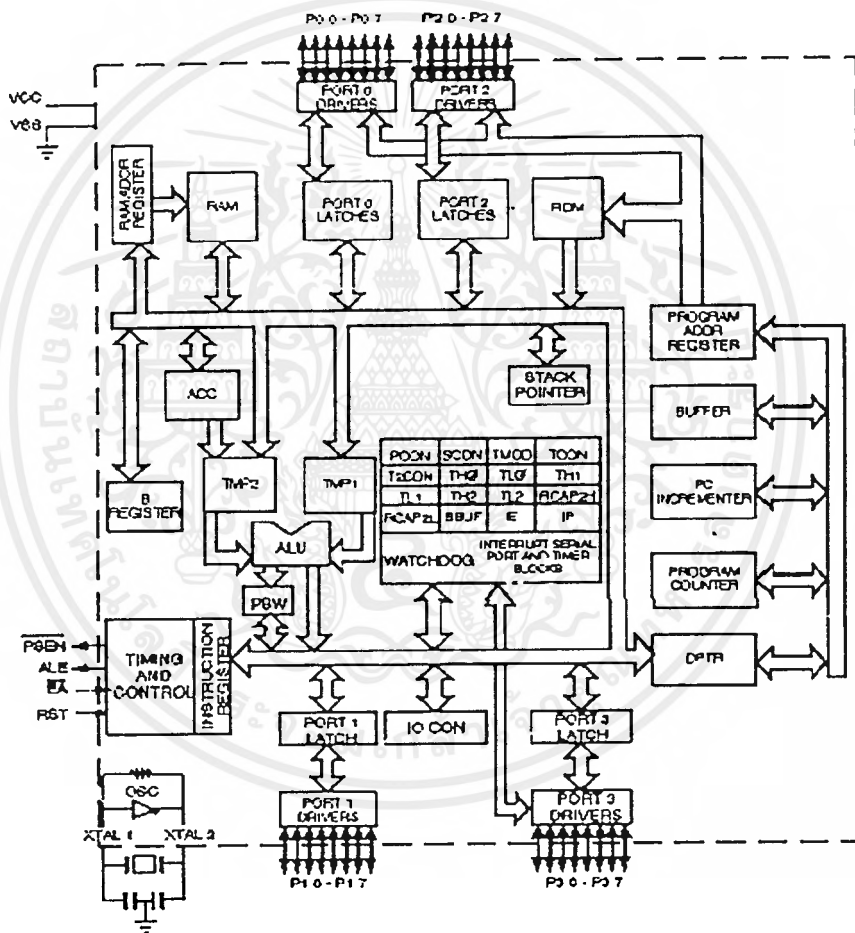 P0.0 - P0.7
P2.0 - P2.7
VCC
VSS
PORT 0
DRIVERS
PORT 2
DRIVERS
RAM ADDR
REGISTER
RAM
PORT 0
LATCHES
PORT 2
LATCHES
ROM
PROGRAM
ADDR
REGISTER
ACC
STACK
POINTER
BUFFER
B
REGISTER
TMP2
TMP1
PCON SCON TMOD TCON
T2CON TH0 TL0 TH1
TL1 TH2 TL2 RCAP2H
RCAP2L SBUF IE IP
WATCHDOG
INTERRUPT SERIAL
PORT AND TIMER
BLOCKS
PC
INCREMENTER
ALU
PSW
PROGRAM
COUNTER
PSEN
ALE
EA
RST
TIMING
AND
CONTROL
INSTRUCTION
REGISTER
DPTR
PORT 1
LATCH
IO CON
PORT 3
LATCH
OSC
XTAL 1
XTAL 2
PORT 1
DRIVERS
PORT 3
DRIVERS
P1.0 - P1.7
P3.0 - P3.7